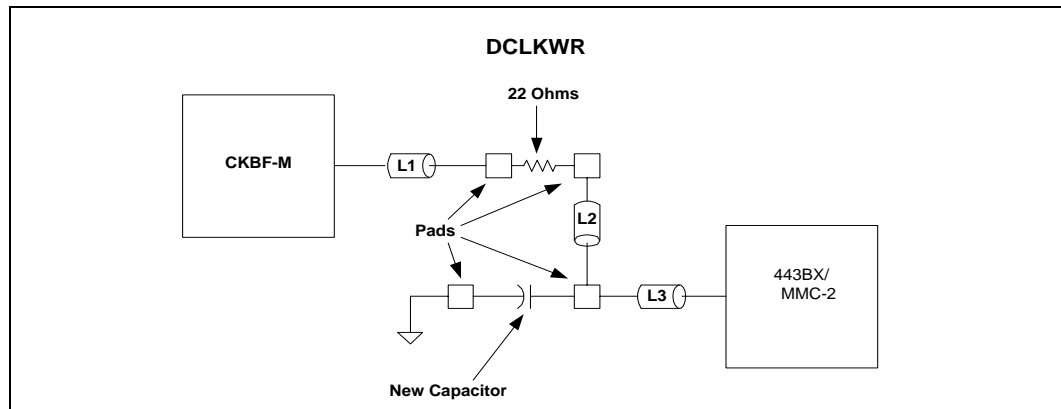 DCLKWR
22 Ohms
CKBF-M
L1
L2
Pads
443BX/
MMC-2
L3
New Capacitor